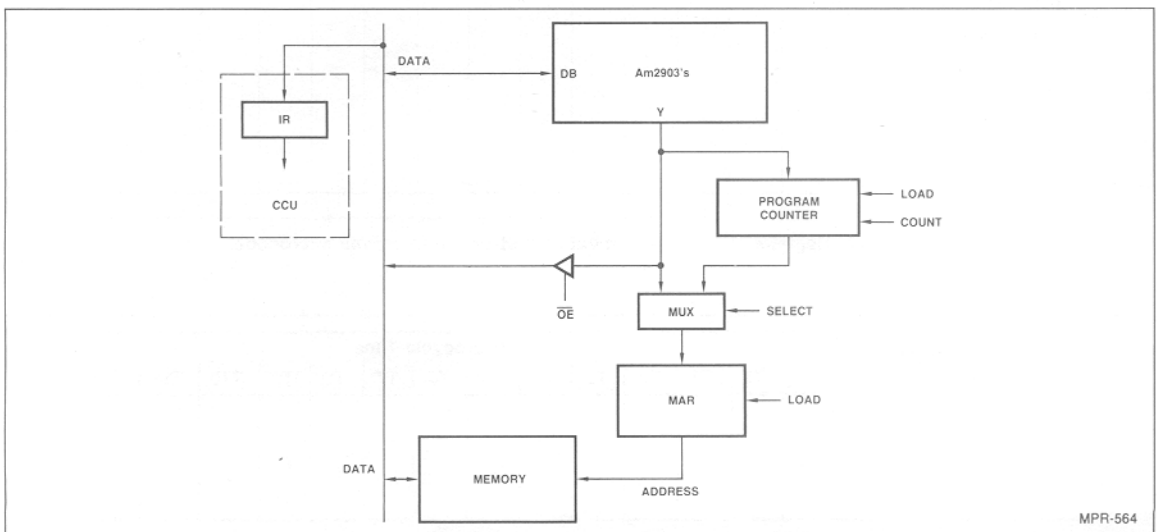 DATA
DB
Am2903's
Y
IR
CCU
PROGRAM
COUNTER
LOAD
COUNT
OE
MUX
SELECT
MAR
LOAD
DATA
MEMORY
ADDRESS
MPR-564